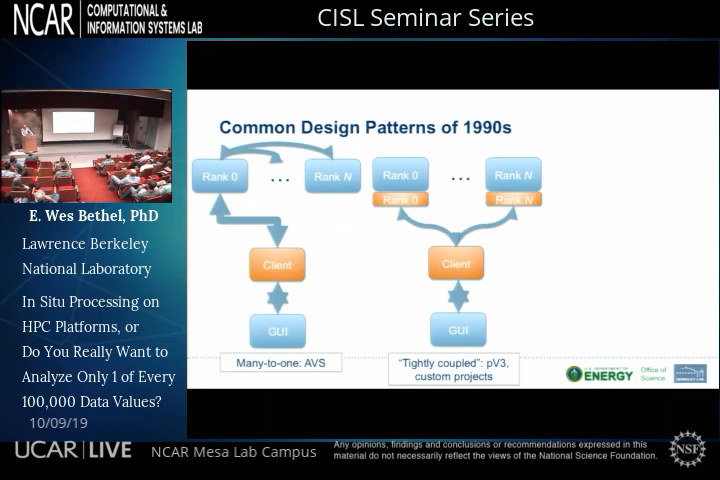 NCAR
COMPUTATIONAL &
INFORMATION SYSTEMS LAB
CISL Seminar Series
E. Wes Bethel, PhD
Lawrence Berkeley
National Laboratory
In Situ Processing on
HPC Platforms, or
Do You Really Want to
Analyze Only 1 of Every
100,000 Data Values?
10/09/19
Common Design Patterns of 1990s
Rank 0
...
Rank N
Rank 0
...
Rank N
Rank 0
Rank N
Client
Client
GUI
GUI
Many-to-one: AVS
“Tightly coupled”: pV3,
custom projects
U.S. DEPARTMENT OF
ENERGY
Office of
Science
BERKELEY LAB
UCAR|LIVE
NCAR Mesa Lab Campus
Any opinions, findings and conclusions or recommendations expressed in this
material do not necessarily reflect the views of the National Science Foundation.
NSF